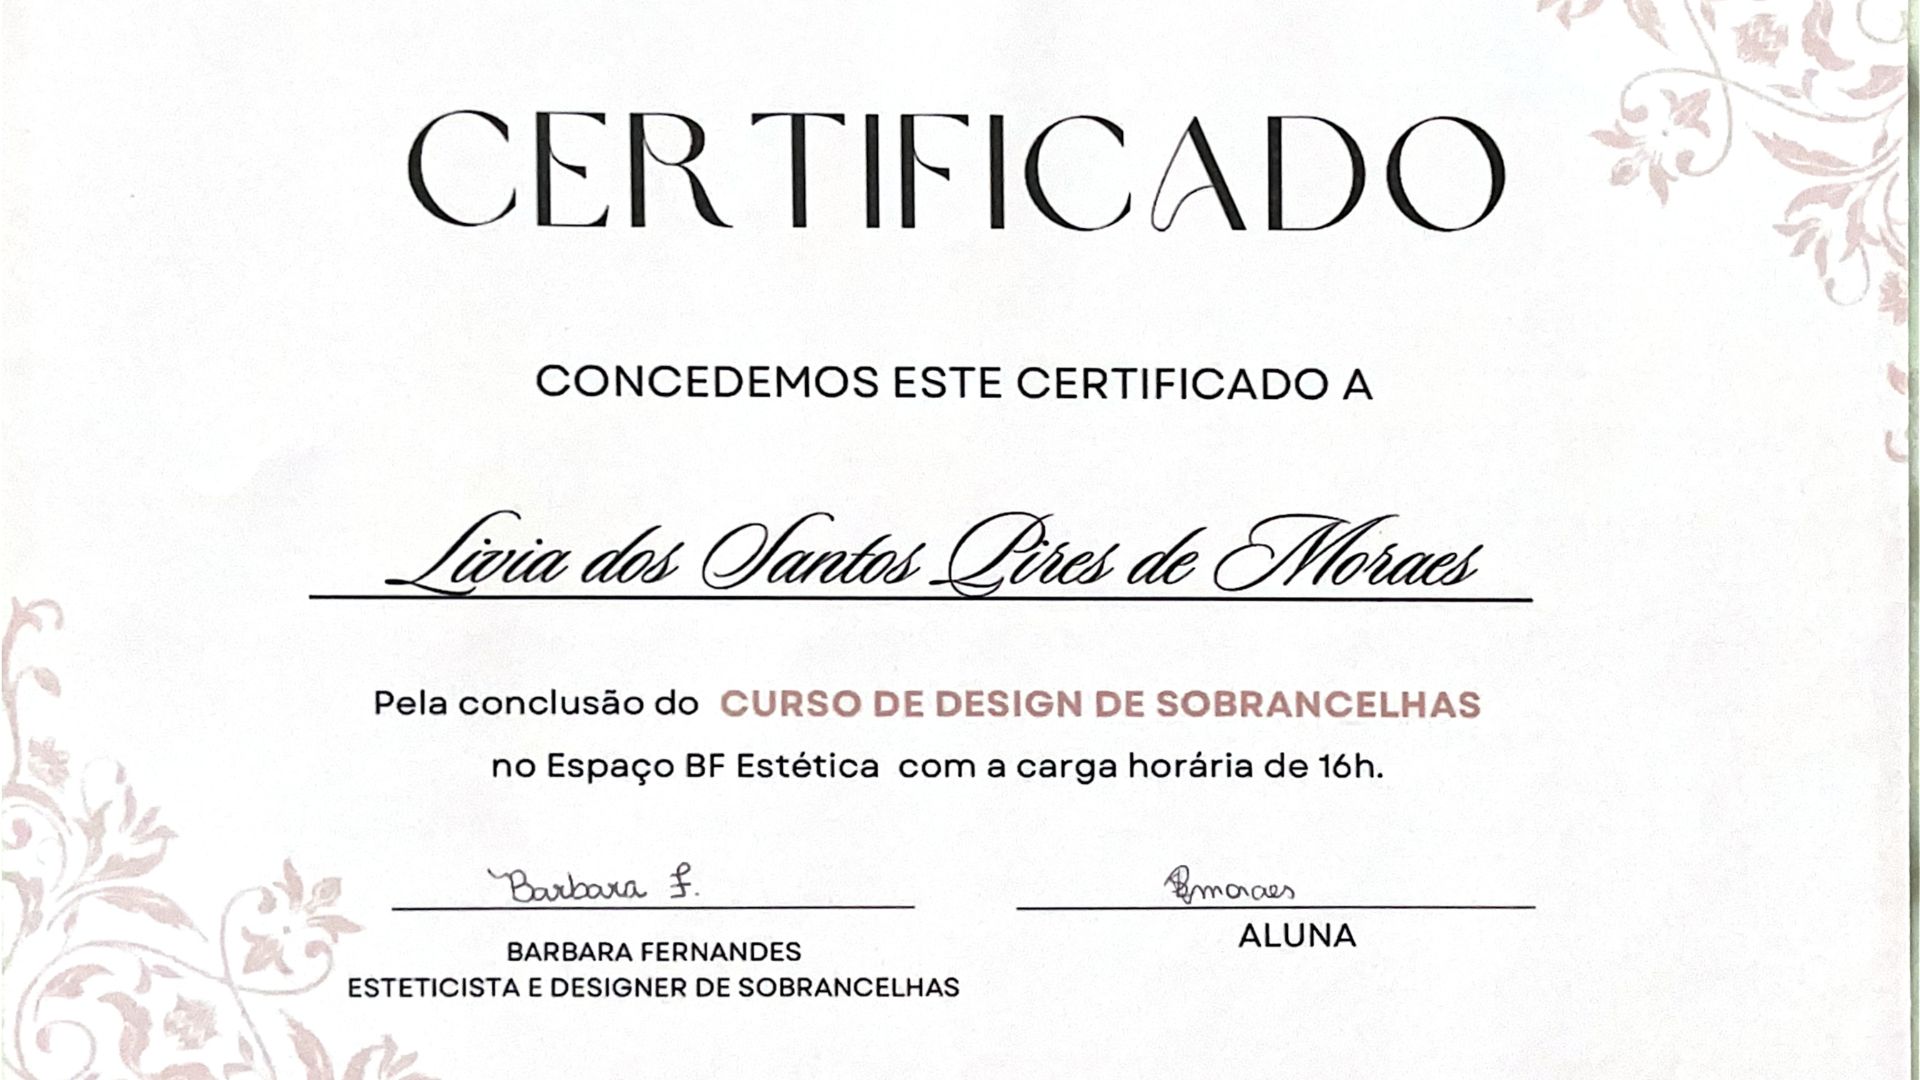 CERTIFICADO
CONCEDEMOS ESTE CERTIFICADO A
Livia dos Santos Pires de Moraes
Pela conclusão do CURSO DE DESIGN DE SOBRANCELHAS
no Espaço BF Estética com a carga horária de 16h.
Barbara F.
BARBARA FERNANDES
ESTETICISTA E DESIGNER DE SOBRANCELHAS
moraes
ALUNA